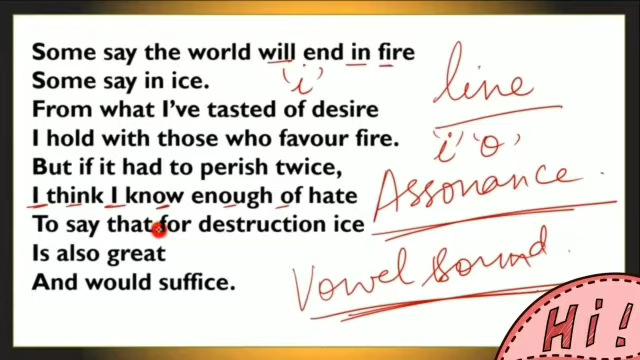 Some say the world will end in fire
Some say in ice.
'i'
From what I've tasted of desire
I hold with those who favour fire.
But if it had to perish twice,
I think I know enough of hate
To say that for destruction ice
Is also great
And would suffice.
line
'i' 'o'
Assonance
Vowel sound
Hi!